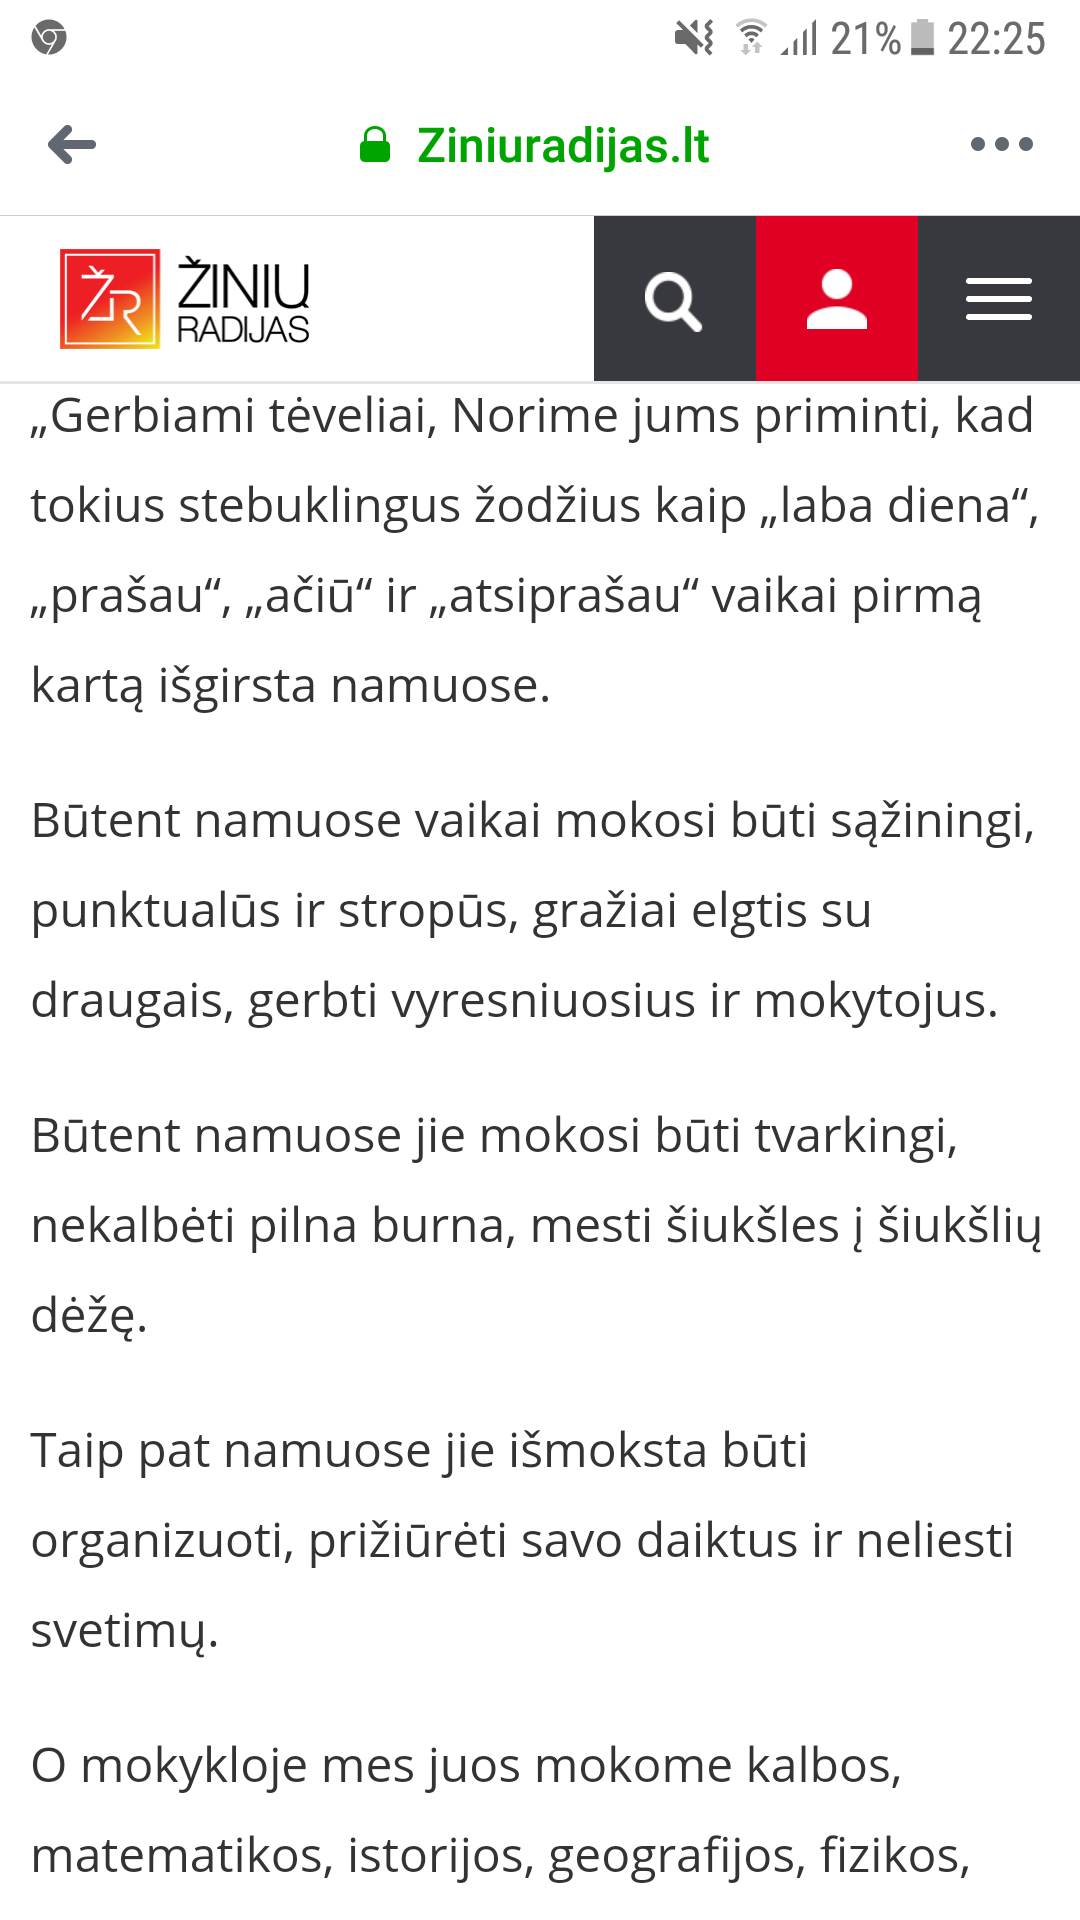 21% 22:25
Ziniuradijas.lt
ŽR ŽINIŲ
RADIJAS
„Gerbiami tėveliai, Norime jums priminti, kad
tokius stebuklingus žodžius kaip „laba diena“,
„prašau“, „ačiū“ ir „atsiprašau“ vaikai pirmą
kartą išgirsta namuose.
Būtent namuose vaikai mokosi būti sąžiningi,
punktualūs ir stropūs, gražiai elgtis su
draugais, gerbti vyresniuosius ir mokytojus.
Būtent namuose jie mokosi būti tvarkingi,
nekalbėti pilna burna, mesti šiukšles į šiukšlių
dėžę.
Taip pat namuose jie išmoksta būti
organizuoti, prižiūrėti savo daiktus ir neliesti
svetimų.
O mokykloje mes juos mokome kalbos,
matematikos, istorijos, geografijos, fizikos,